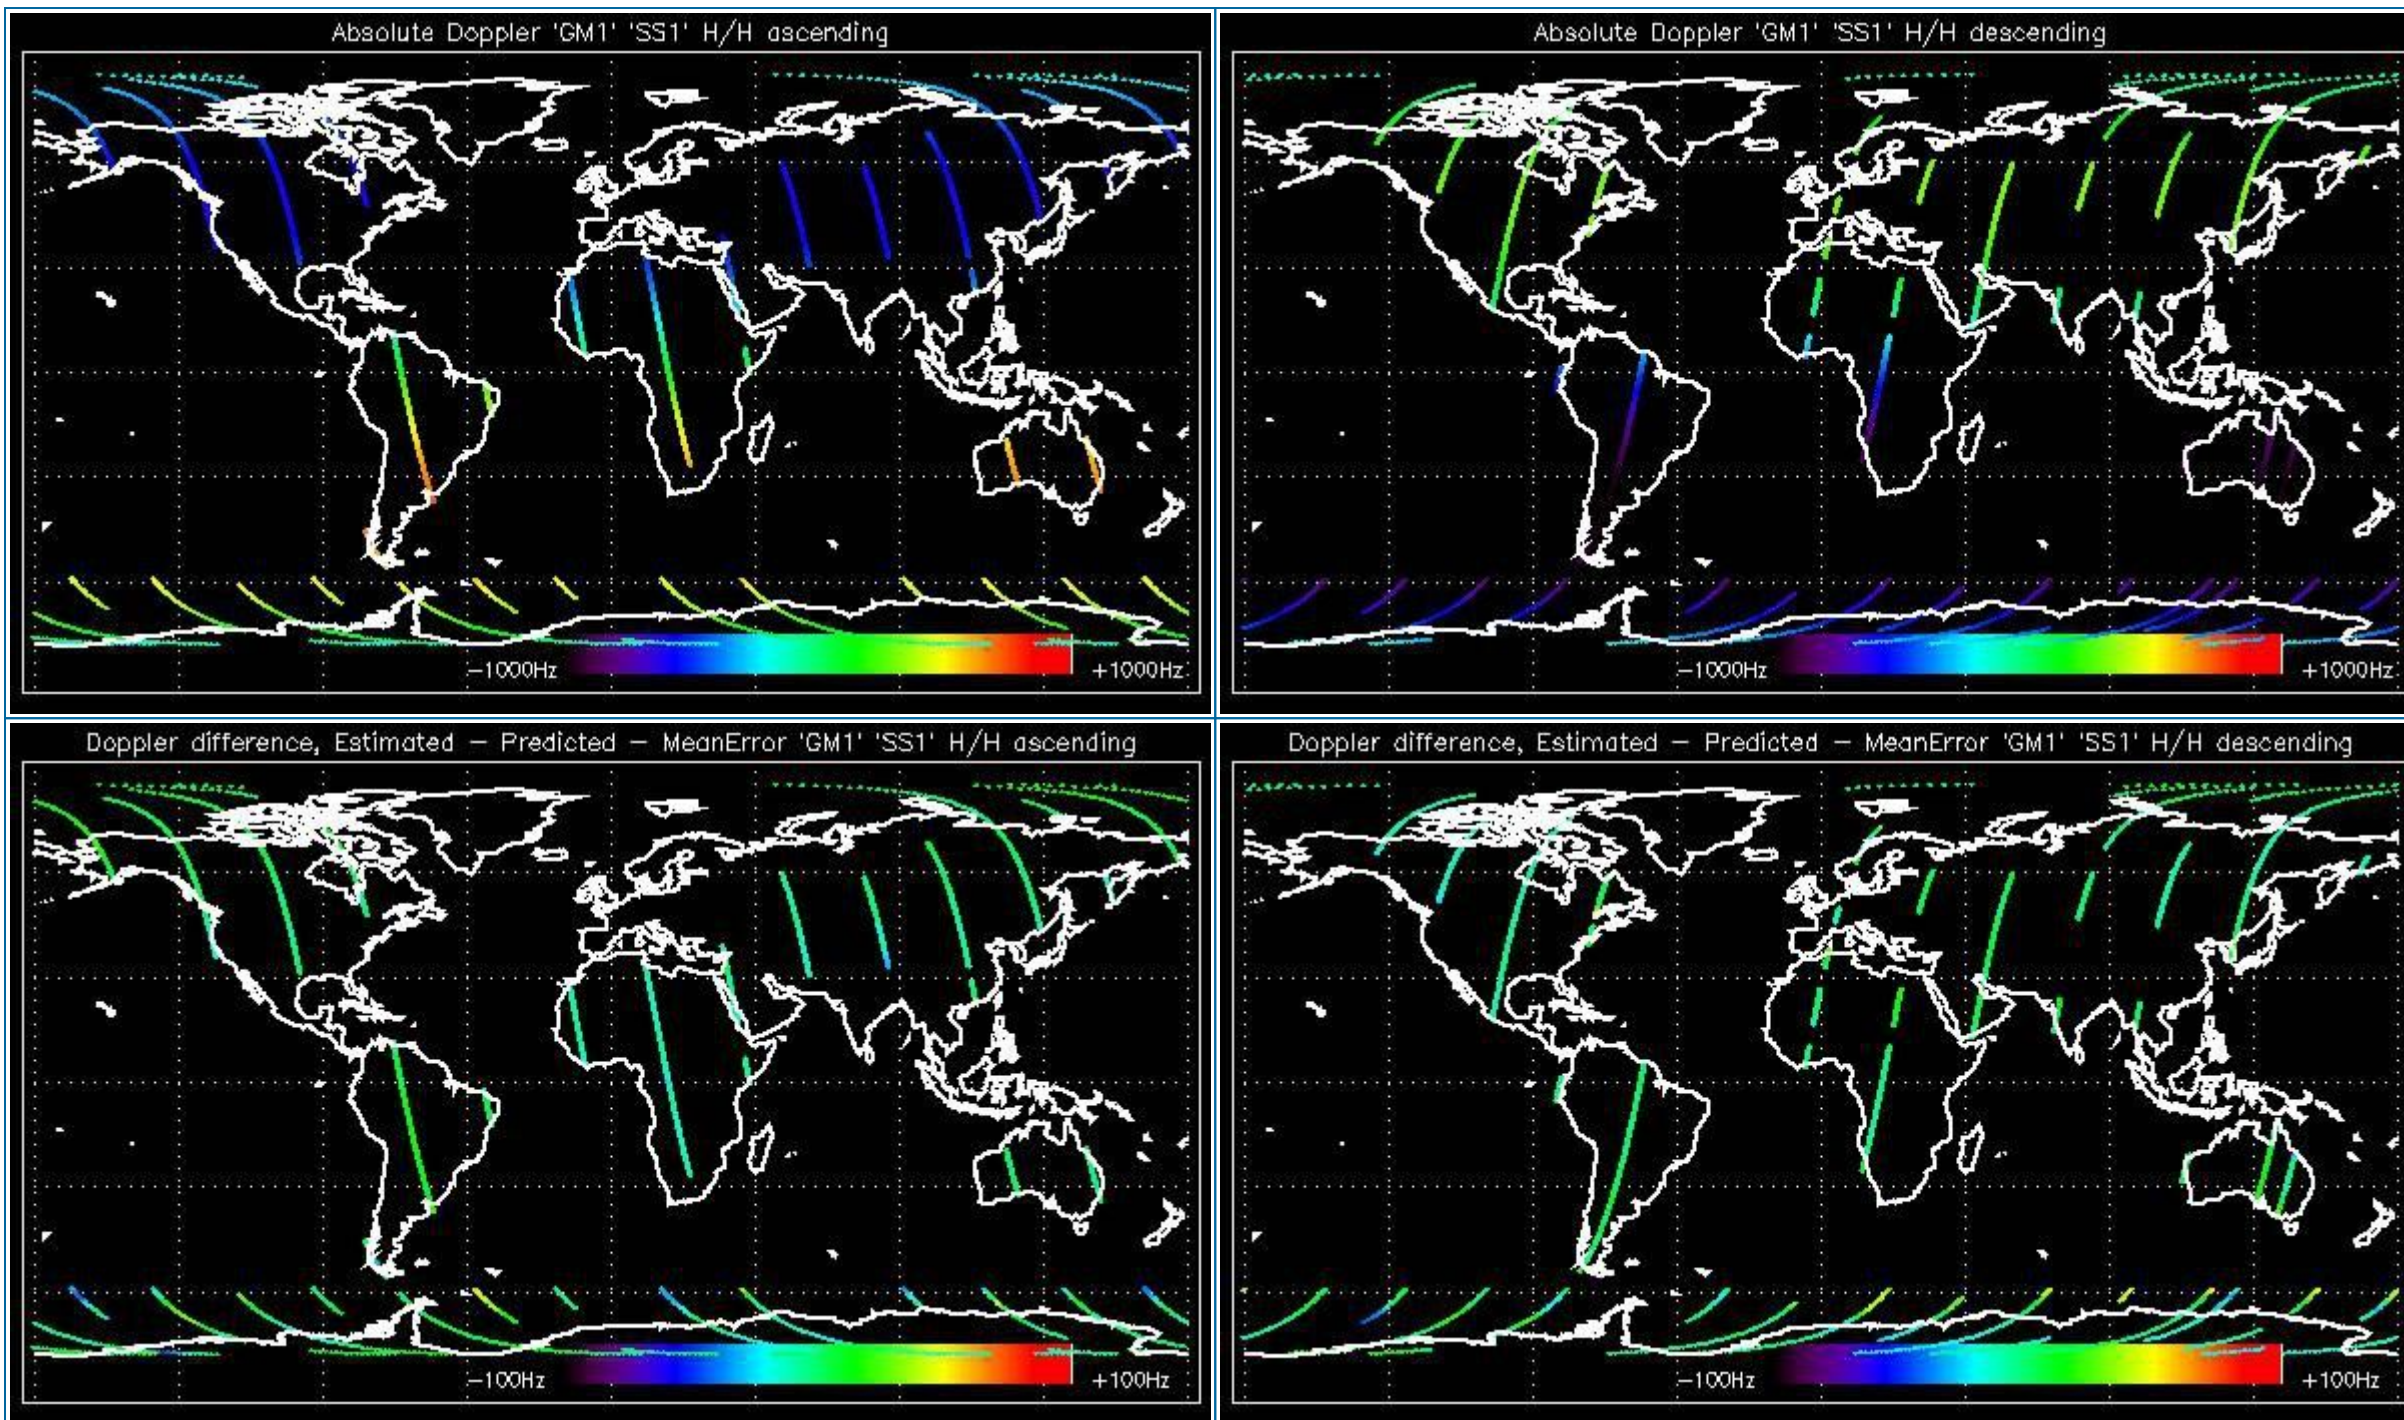 Absolute Doppler 'GM1' 'SS1' H/H ascending
−1000Hz
+1000Hz
Absolute Doppler 'GM1' 'SS1' H/H descending
−1000Hz
+1000Hz
Doppler difference, Estimated − Predicted − MeanError 'GM1' 'SS1' H/H ascending
−100Hz
+100Hz
Doppler difference, Estimated − Predicted − MeanError 'GM1' 'SS1' H/H descending
−100Hz
+100Hz